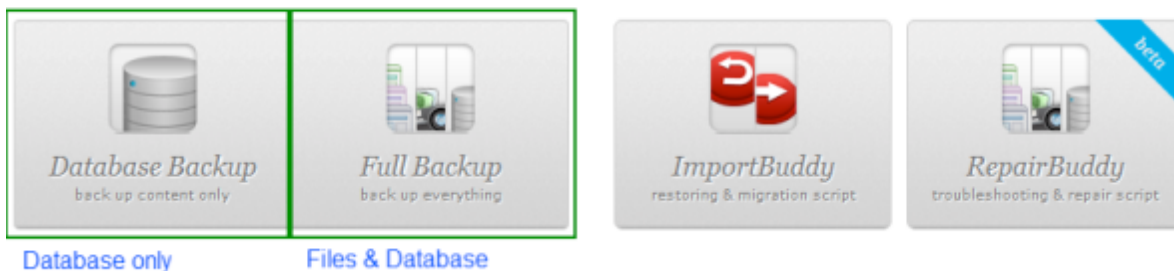 Database Backup
back up content only
Full Backup
back up everything
ImportBuddy
restoring & migration script
beta
RepairBuddy
troubleshooting & repair script
Database only
Files & Database